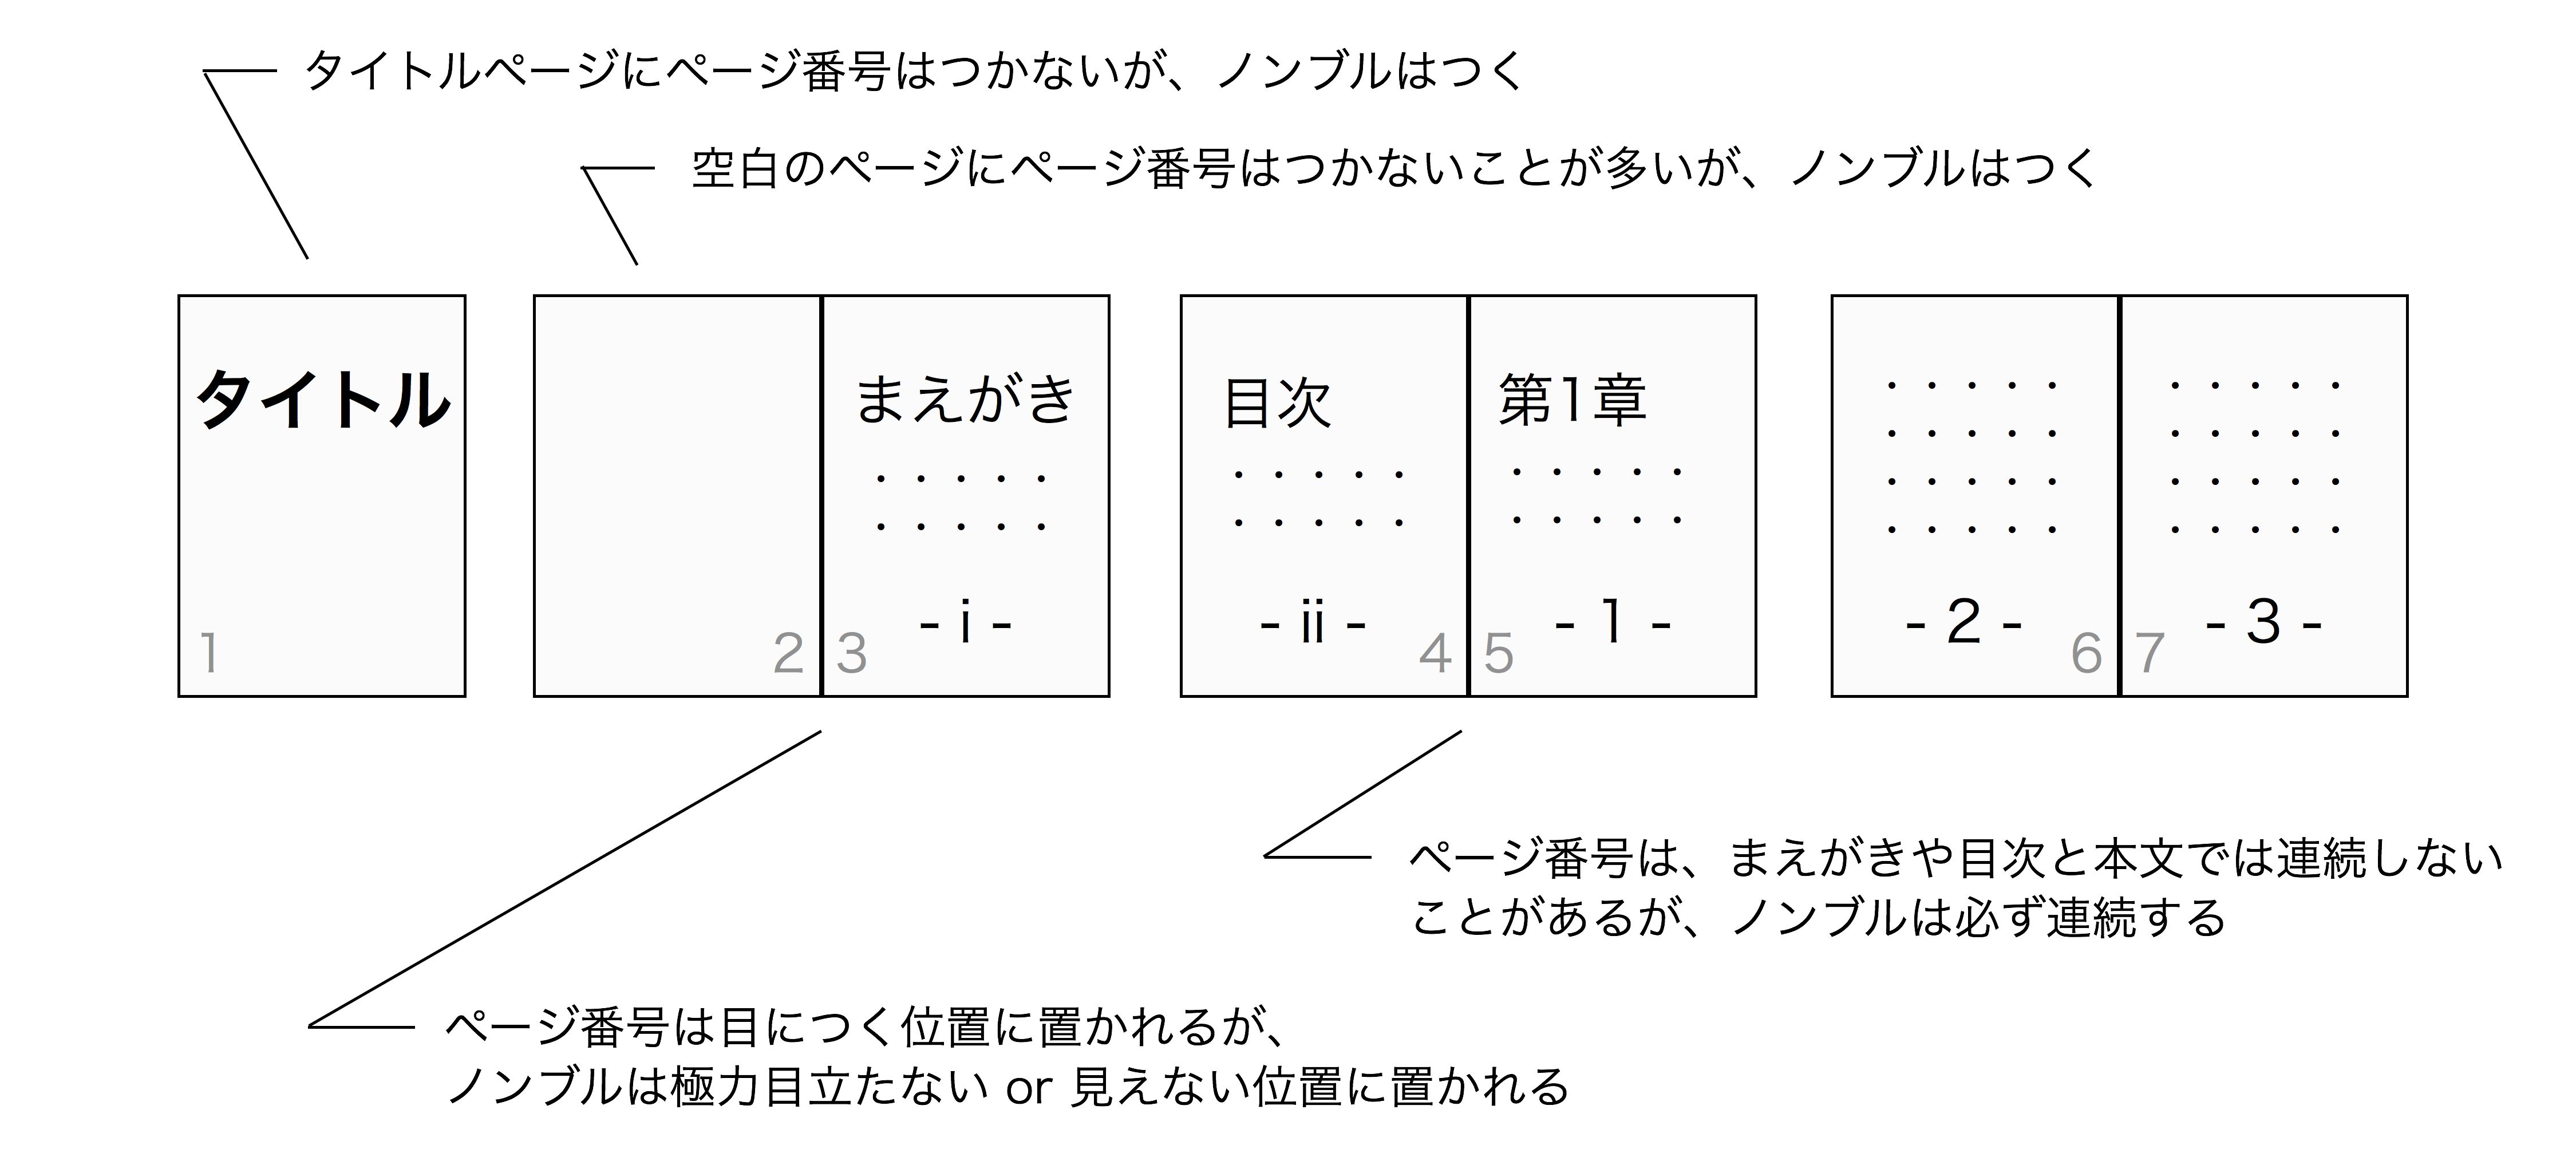 タイトルページにページ番号はつかないが、ノンブルはつく
空白のページにページ番号はつかないことが多いが、ノンブルはつく
タイトル
1
2
まえがき
- i -
3
目次
- ii -
4
第1章
- 1 -
5
- 2 -
6
- 3 -
7
ページ番号は、まえがきや目次と本文では連続しない
ことがあるが、ノンブルは必ず連続する
ページ番号は目につく位置に置かれるが、
ノンブルは極力目立たない or 見えない位置に置かれる